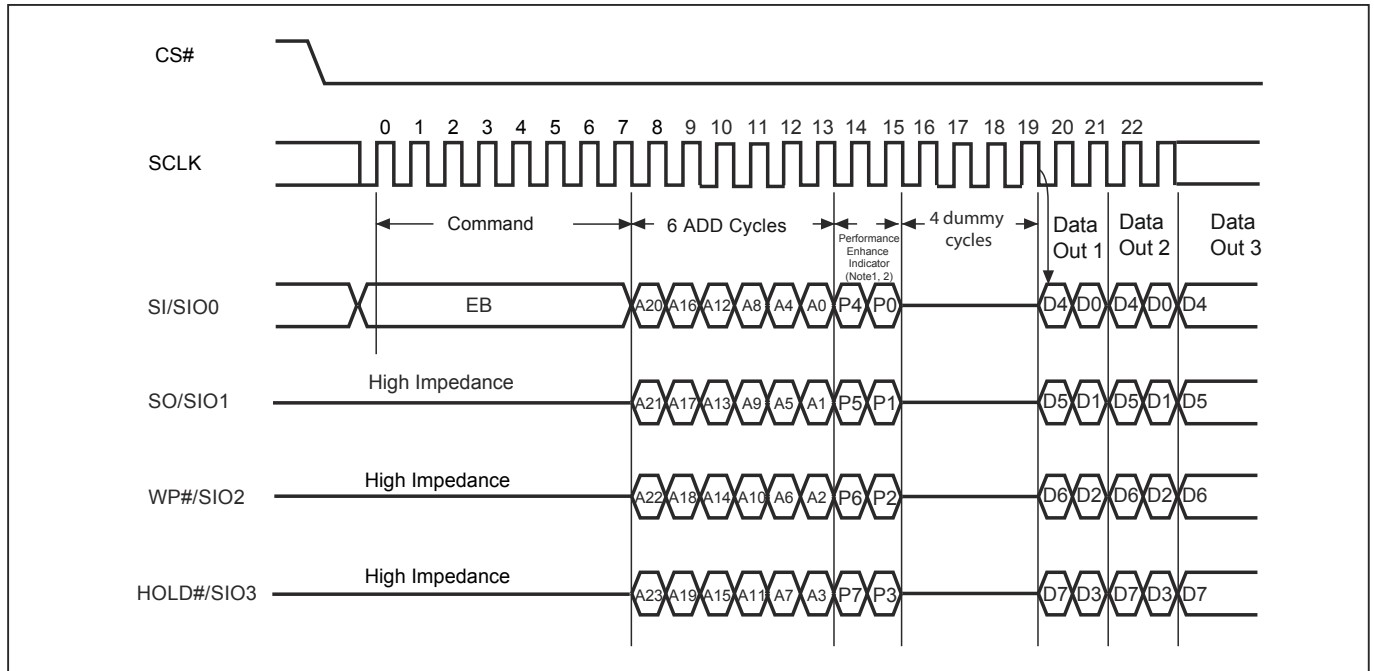 CS#
0 1 2 3 4 5 6 7 8 9 10 11 12 13 14 15 16 17 18 19 20 21 22
SCLK
Command
6 ADD Cycles
Performance
Enhance
Indicator
(Note1, 2)
4 dummy
cycles
Data
Out 1
Data
Out 2
Data
Out 3
SI/SIO0
EB
A20 A16 A12 A8 A4 A0 P4 P0 D4 D0 D4 D0 D4
High Impedance
SO/SIO1
A21 A17 A13 A9 A5 A1 P5 P1 D5 D1 D5 D1 D5
High Impedance
WP#/SIO2
A22 A18 A14 A10 A6 A2 P6 P2 D6 D2 D6 D2 D6
High Impedance
HOLD#/SIO3
A23 A19 A15 A11 A7 A3 P7 P3 D7 D3 D7 D3 D7